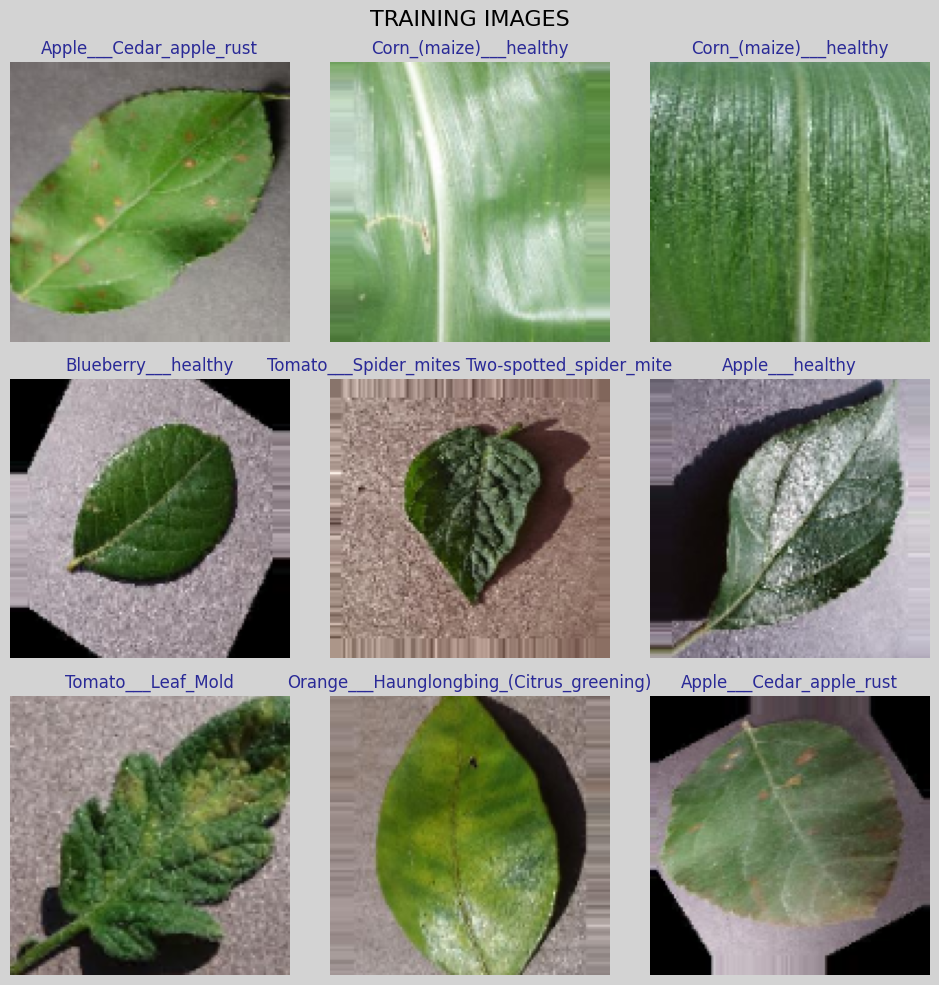 TRAINING IMAGES
Apple___Cedar_apple_rust
Corn_(maize)___healthy
Corn_(maize)___healthy
Blueberry___healthy
Tomato___Spider_mites Two-spotted_spider_mite
Apple___healthy
Tomato___Leaf_Mold
Orange___Haunglongbing_(Citrus_greening)
Apple___Cedar_apple_rust